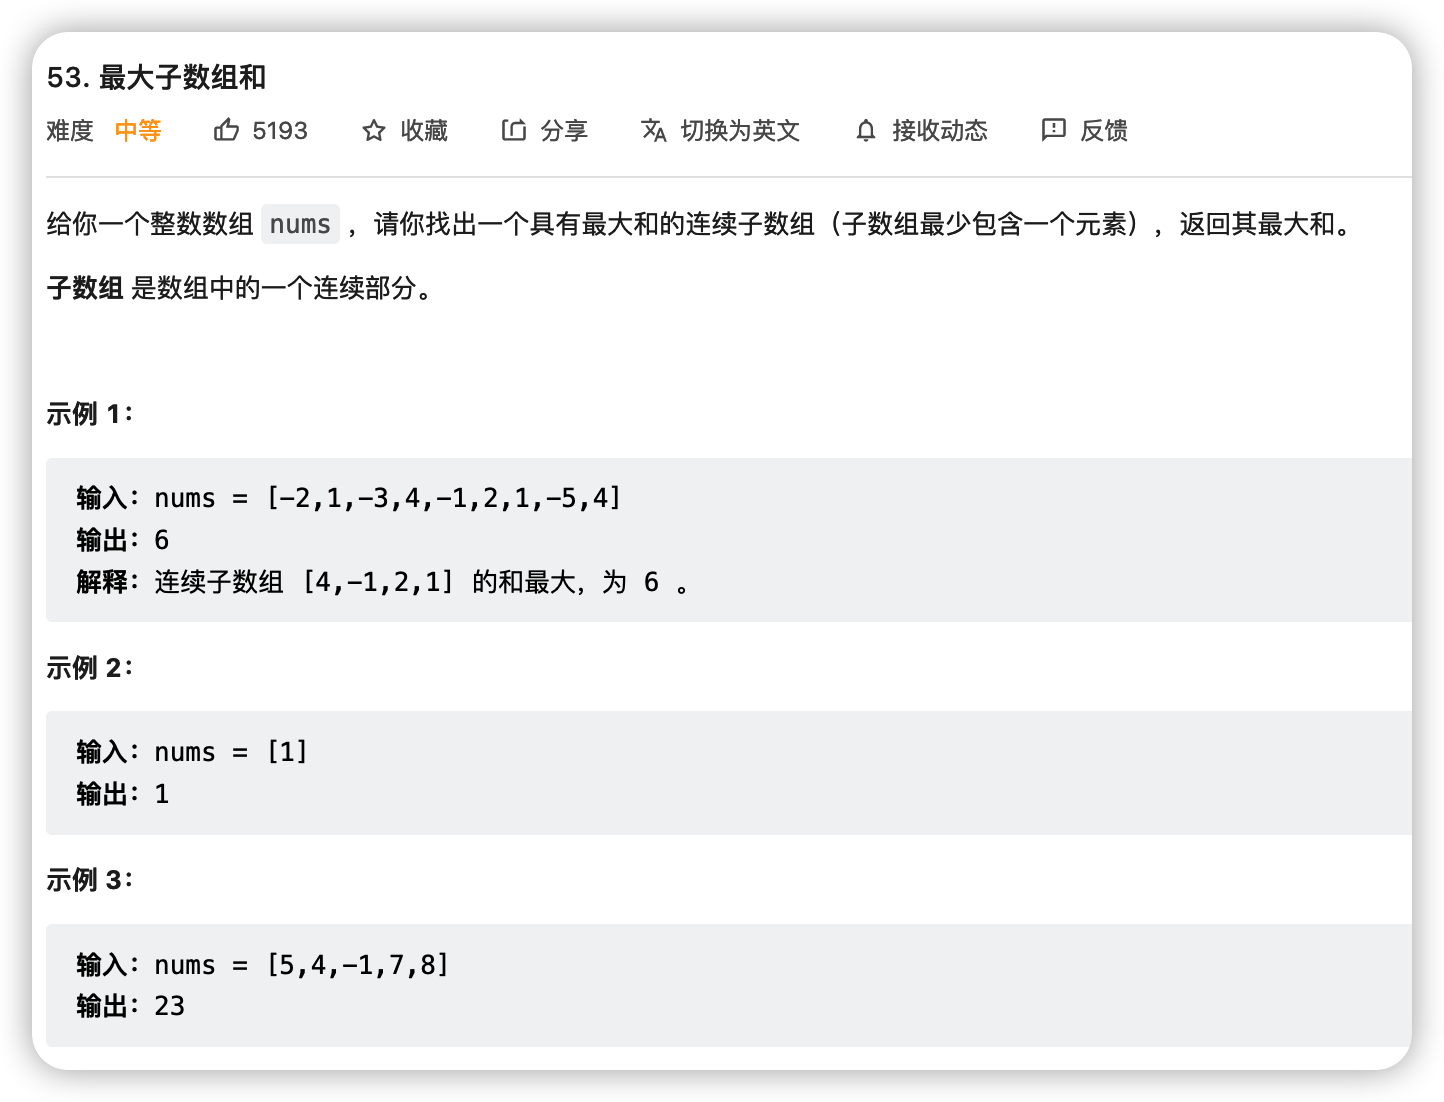 53. 最大子数组和
难度 中等 5193 收藏 分享 切换为英文 接收动态 反馈
给你一个整数数组 nums ，请你找出一个具有最大和的连续子数组（子数组最少包含一个元素），返回其最大和。
子数组 是数组中的一个连续部分。
示例 1：
输入：nums = [-2,1,-3,4,-1,2,1,-5,4]
输出：6
解释：连续子数组 [4,-1,2,1] 的和最大，为 6 。
示例 2：
输入：nums = [1]
输出：1
示例 3：
输入：nums = [5,4,-1,7,8]
输出：23